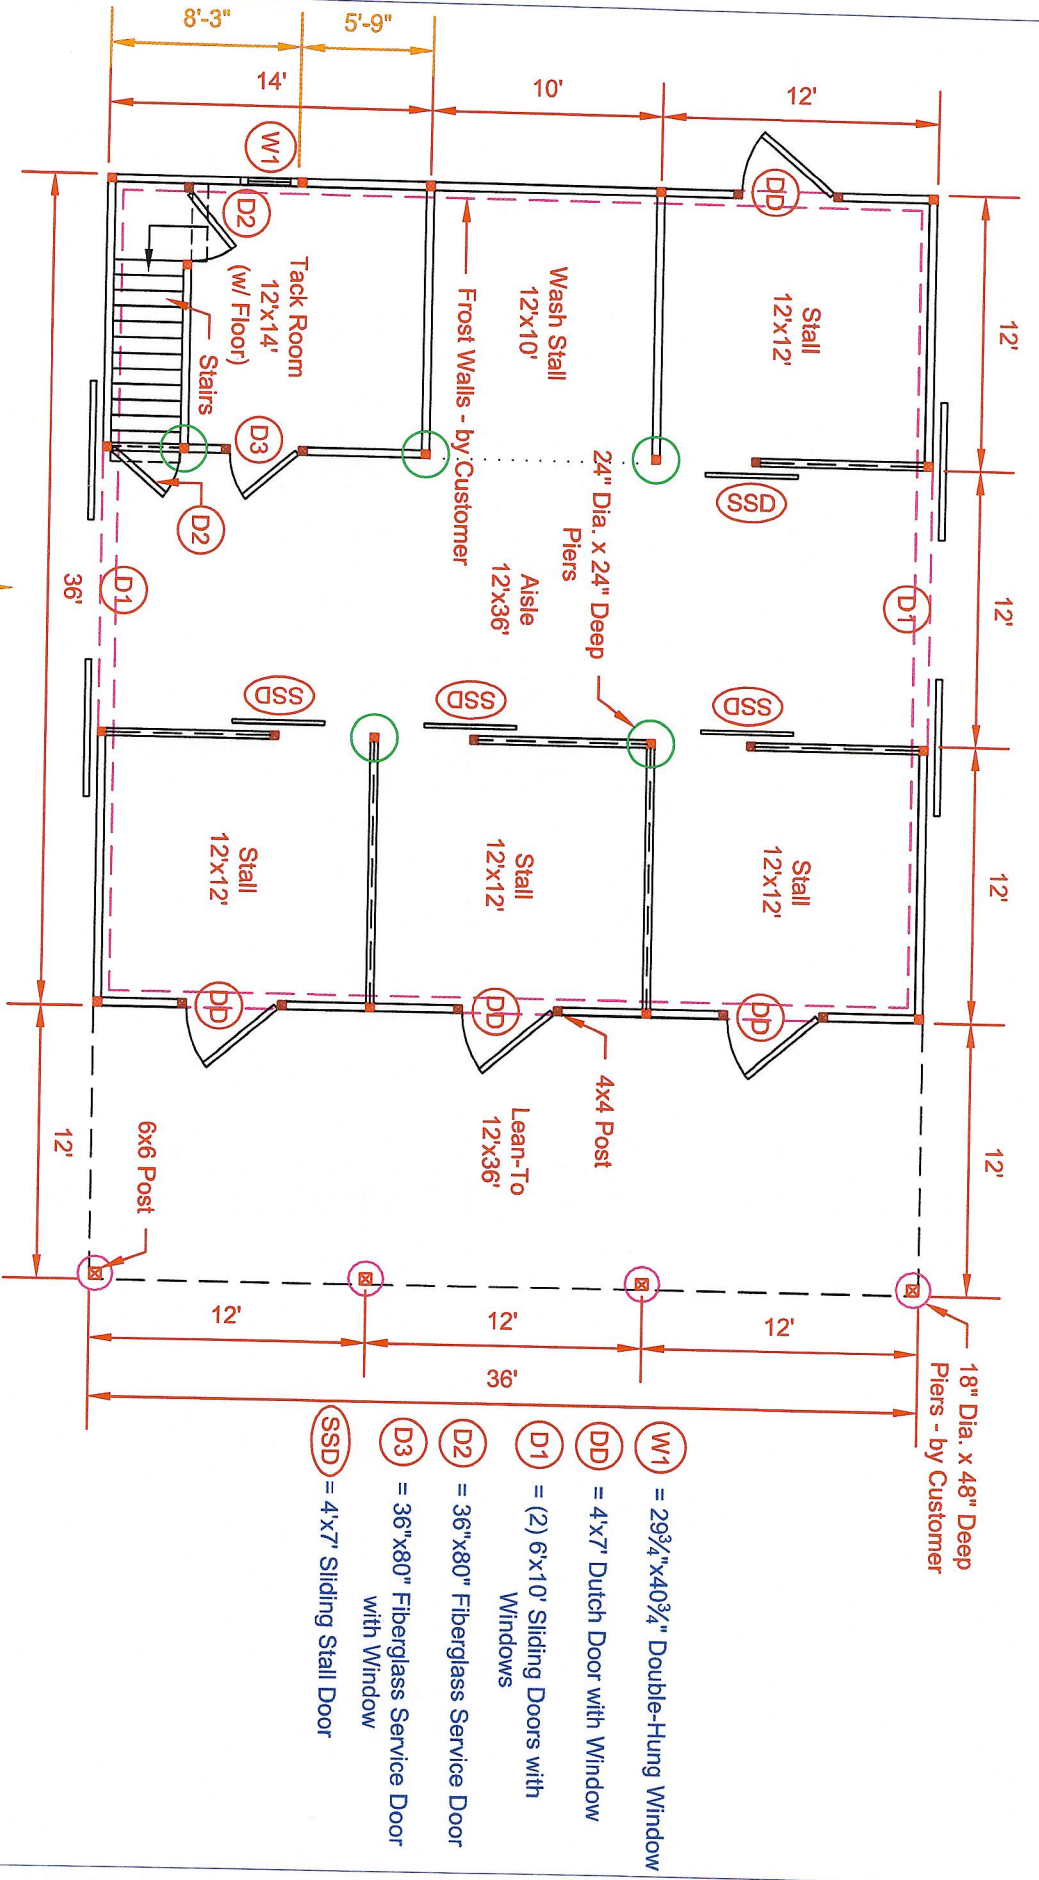 8'-3"
5'-9"
14'
10'
12'
W1
DD
D2
12'
Tack Room
12'x14'
(w/ Floor)
Wash Stall
12'x10'
Stall
12'x12'
Frost Walls - by Customer
Stairs
D3
SSD
D2
24" Dia. x 24" Deep
Piers
Aisle
12'x36'
36'
D1
D1
12'
SSD
SSD
SSD
Stall
12'x12'
Stall
12'x12'
Stall
12'x12'
12'
DD
DD
DD
4x4 Post
Lean-To
12'x36'
6x6 Post
12'
12'
12'
12'
12'
36'
18" Dia. x 48" Deep
Piers - by Customer
W1 = 29¾"x40¾" Double-Hung Window
DD = 4'x7' Dutch Door with Window
D1 = (2) 6'x10' Sliding Doors with
Windows
D2 = 36"x80" Fiberglass Service Door
D3 = 36"x80" Fiberglass Service Door
with Window
SSD = 4'x7' Sliding Stall Door